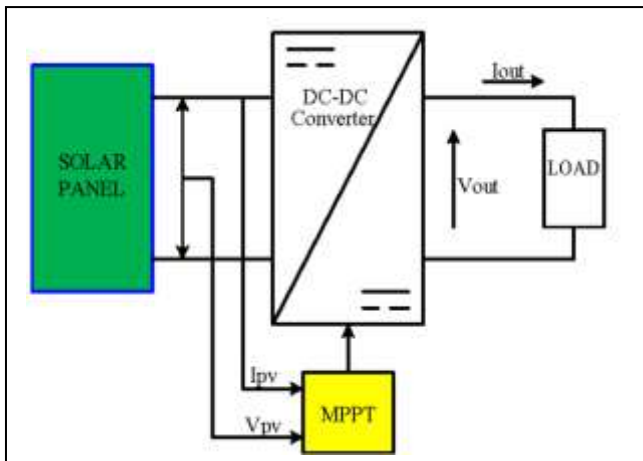 SOLAR
PANEL
DC-DC
Converter
Iout
Vout
LOAD
Ipv
Vpv
MPPT